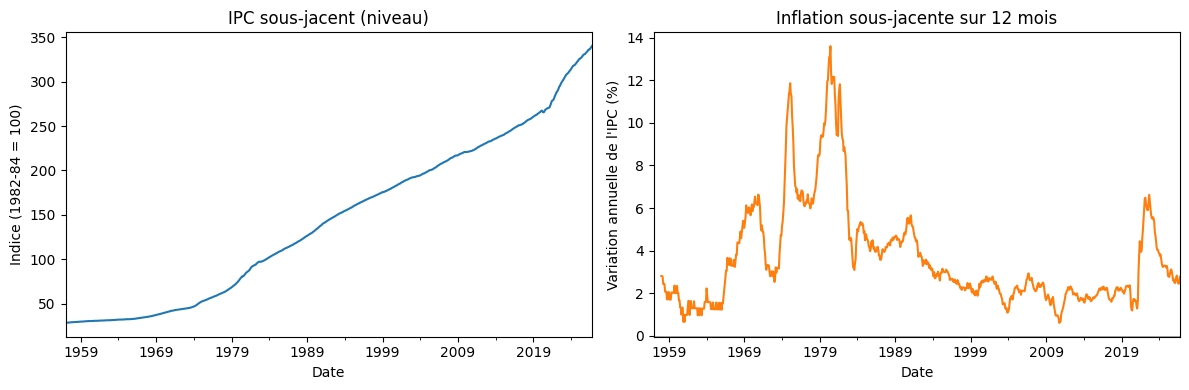 IPC sous-jacent (niveau)
350
300
250
200
150
100
50
Indice (1982-84 = 100)
1959 1969 1979 1989 1999 2009 2019
Date
Inflation sous-jacente sur 12 mois
14
12
10
8
6
4
2
0
Variation annuelle de l'IPC (%)
1959 1969 1979 1989 1999 2009 2019
Date